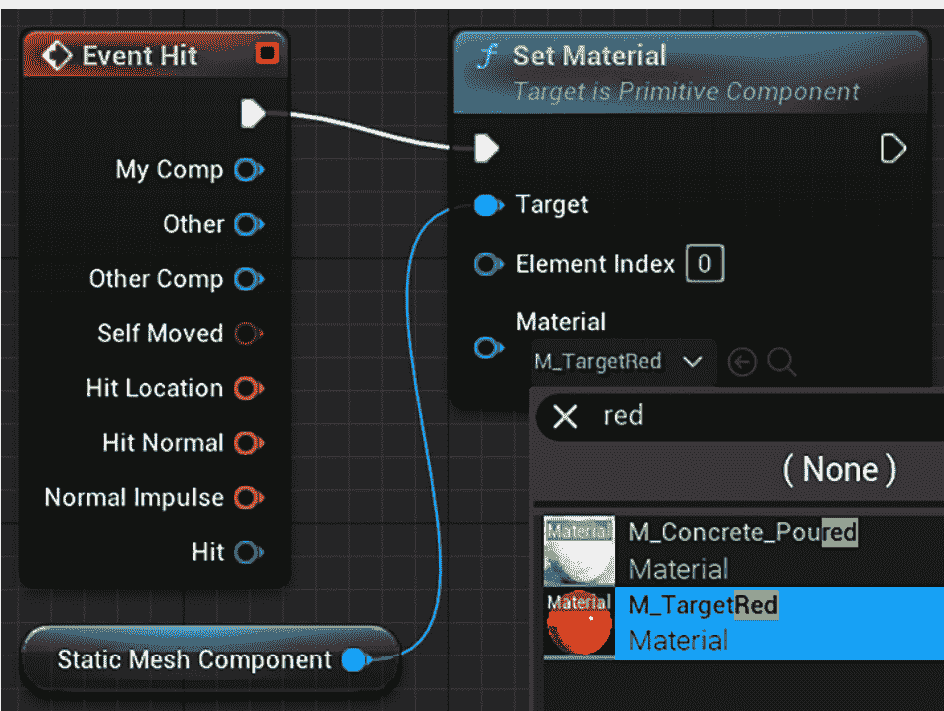 Event Hit
My Comp
Other
Other Comp
Self Moved
Hit Location
Hit Normal
Normal Impulse
Hit
Static Mesh Component
f Set Material
Target is Primitive Component
Target
Element Index 0
Material
M_TargetRed
red
( None )
Material M_Concrete_Poured
Material
Material M_TargetRed
Material